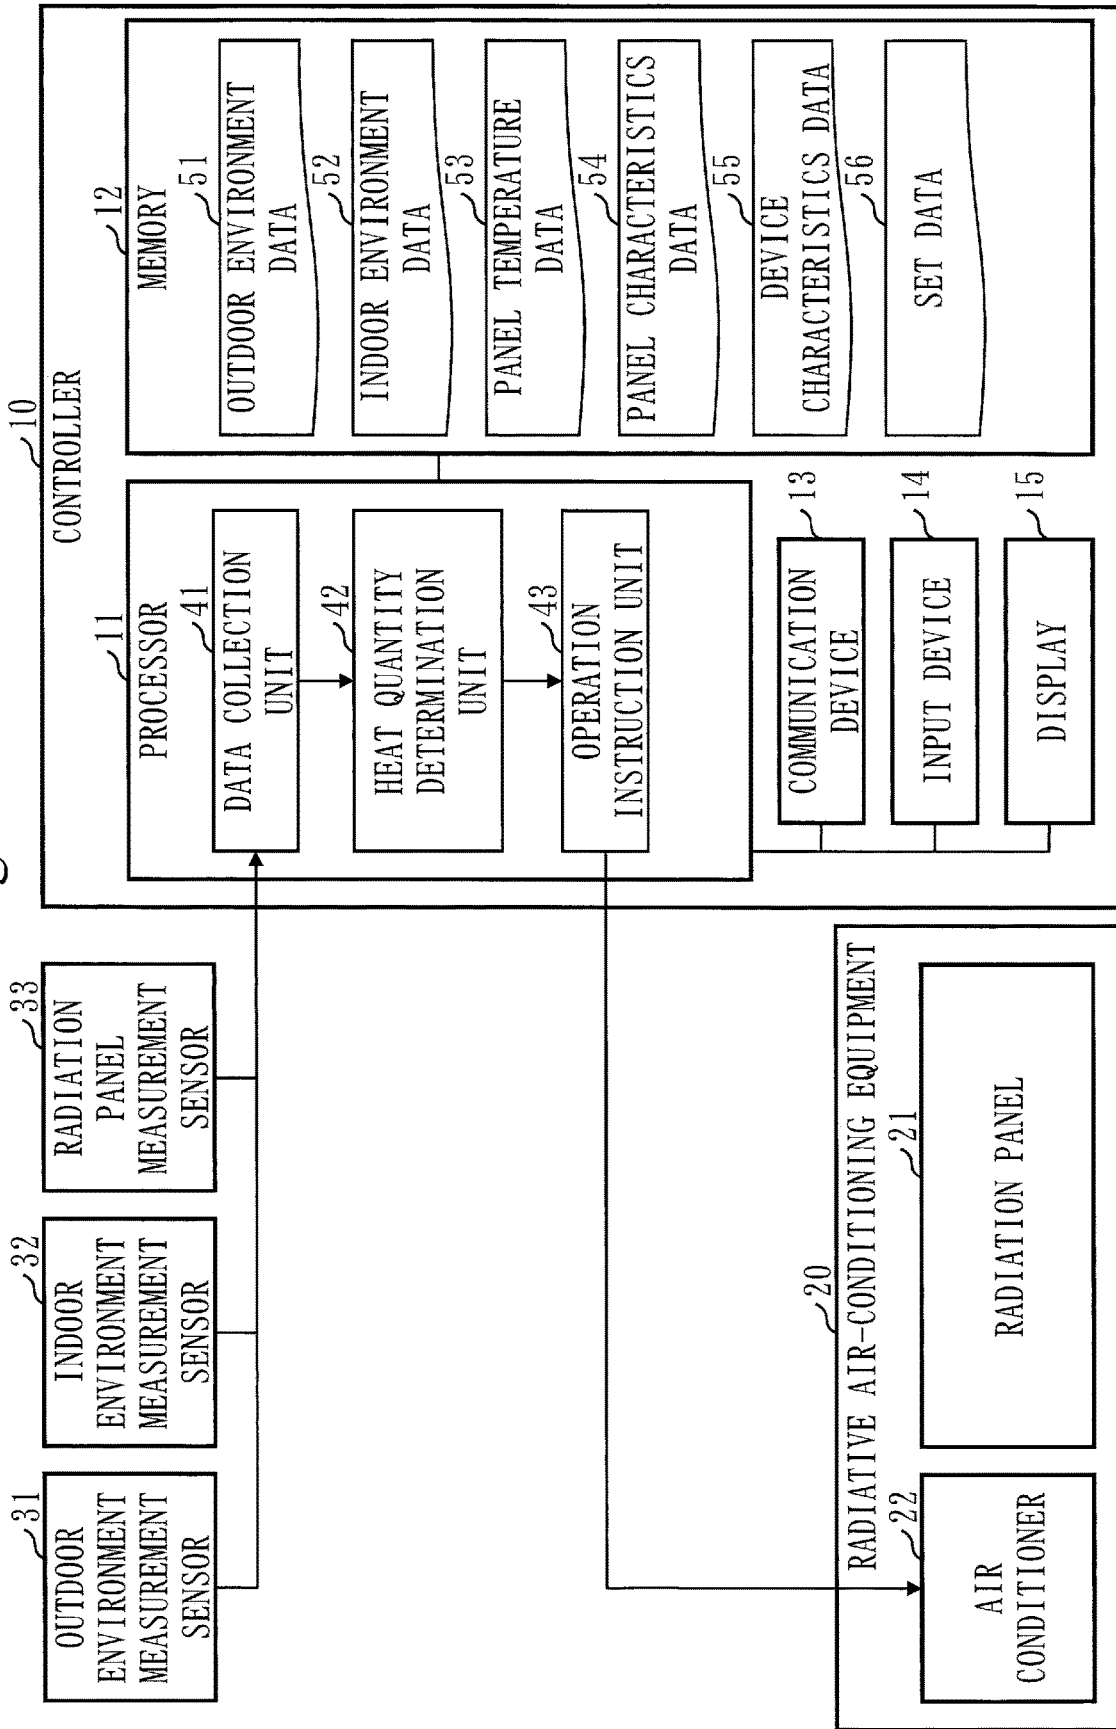 10
CONTROLLER
11
PROCESSOR
41
DATA COLLECTION
UNIT
42
HEAT QUANTITY
DETERMINATION
UNIT
43
OPERATION
INSTRUCTION UNIT
12
MEMORY
51
OUTDOOR ENVIRONMENT
DATA
52
INDOOR ENVIRONMENT
DATA
53
PANEL TEMPERATURE
DATA
54
PANEL CHARACTERISTICS
DATA
55
DEVICE
CHARACTERISTICS DATA
56
SET DATA
13
COMMUNICATION
DEVICE
14
INPUT DEVICE
15
DISPLAY
31
OUTDOOR
ENVIRONMENT
MEASUREMENT
SENSOR
32
INDOOR
ENVIRONMENT
MEASUREMENT
SENSOR
33
RADIATION
PANEL
MEASUREMENT
SENSOR
20
RADIATIVE AIR-CONDITIONING EQUIPMENT
22
AIR
CONDITIONER
21
RADIATION PANEL